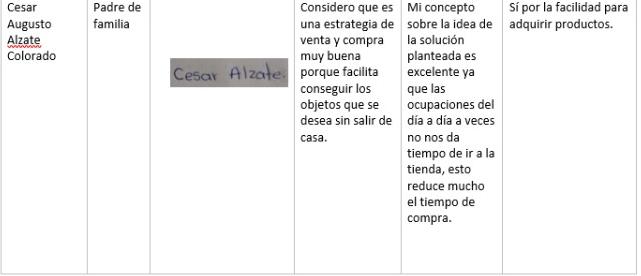 Cesar
Augusto
Alzate
Colorado
Padre de
familia
Cesar Alzate.
Considero que es
una estrategia de
venta y compra
muy buena
porque facilita
conseguir los
objetos que se
desea sin salir de
casa.
Mi concepto
sobre la idea de
la solución
planteada es
excelente ya
que las
ocupaciones del
día a día a veces
no nos da
tiempo de ir a la
tienda, esto
reduce mucho
el tiempo de
compra.
Sí por la facilidad para
adquirir productos.